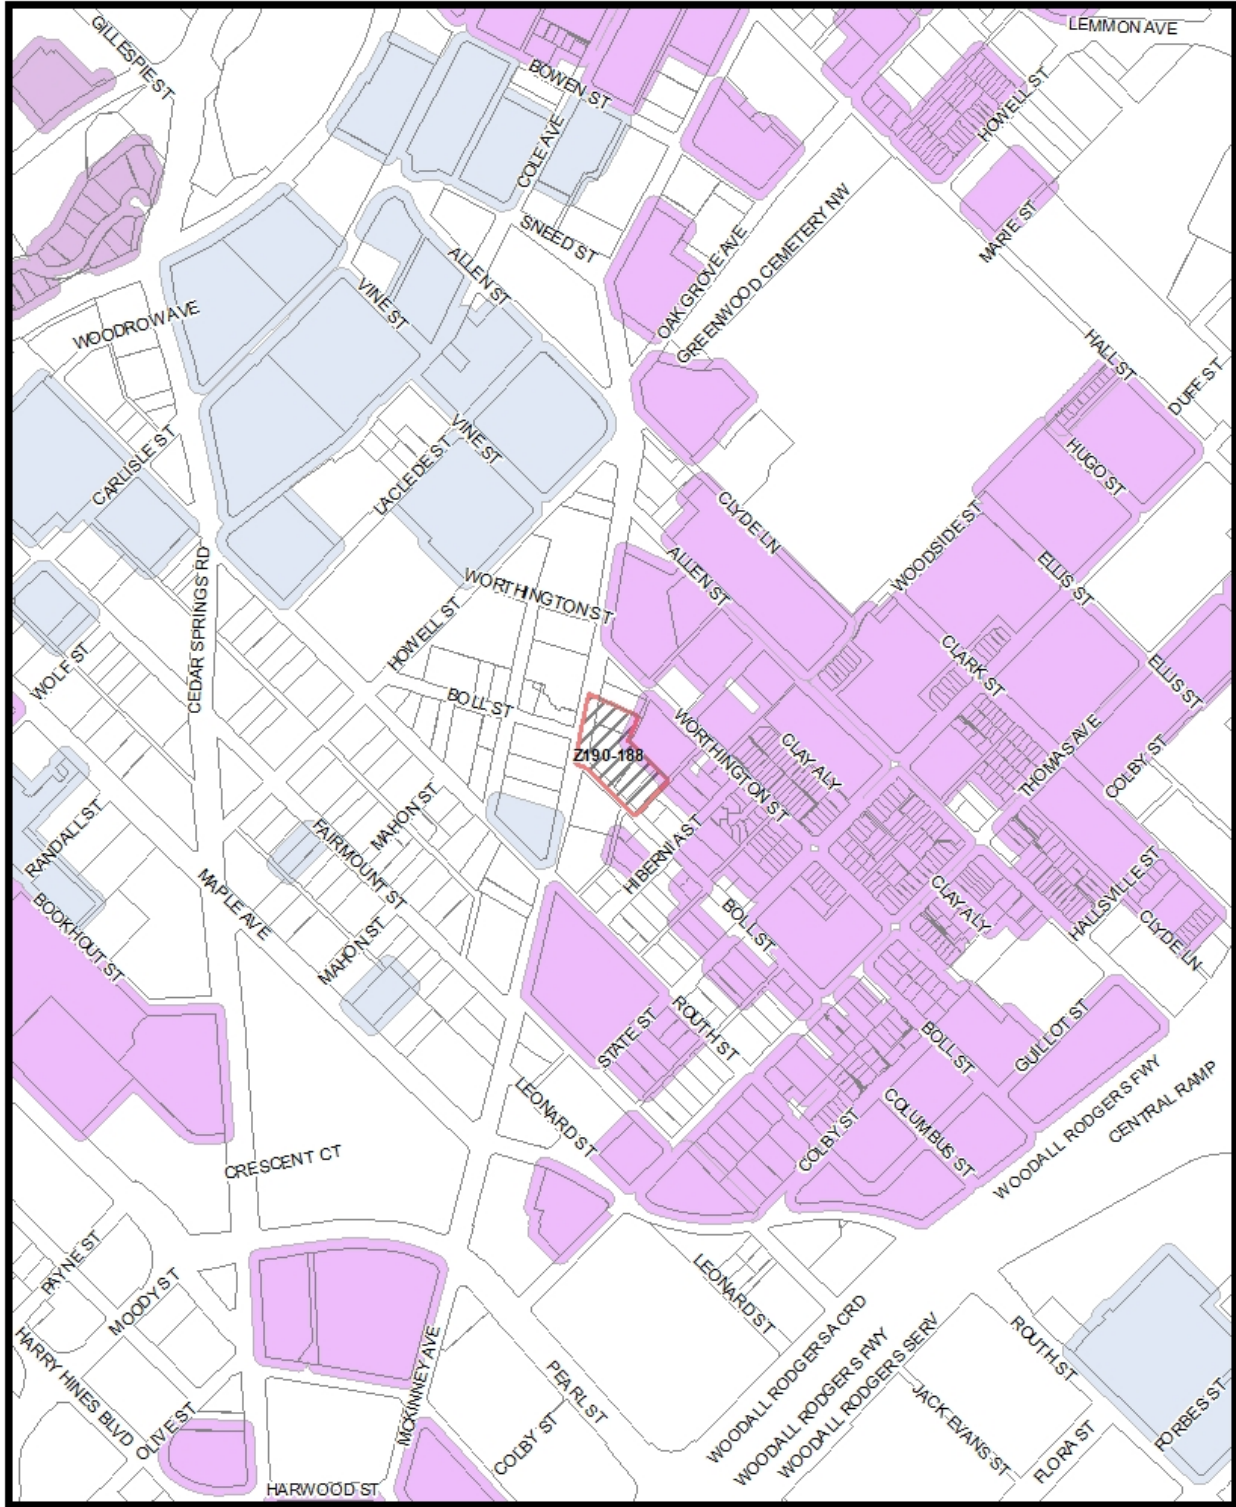 LEMMON AVE
GILLESPIE ST
BOWEN ST
HOWELL ST
COLE AVE
SNEED ST
MARIE ST
OAK GROVE AVE
GREENWOOD CEMETERY NW
ALLEN ST
VINE ST
WOODROW AVE
HALL ST
DUFF ST
CARLISLE ST
LACLEDE ST
VINE ST
HUGO ST
CLYDE LN
WOODSIDE ST
ALLEN ST
ELLIS ST
CEDAR SPRINGS RD
WORTHINGTON ST
HOWELL ST
WOLF ST
CLARK ST
ELLIS ST
BOLL ST
WORTHINGTON ST
CLAY ALY
THOMAS AVE
COLBY ST
Z190-188
RANDALL ST
FAIRMOUNT ST
MAHON ST
HIBERNIA ST
MAPLE AVE
BOOKHOUT ST
MAHON ST
BOLL ST
CLAY ALY
HALLSVILLE ST
CLYDE LN
STATE ST
ROUTH ST
BOLL ST
GUILLOT ST
LEONARD ST
COLBY ST
COLUMBUS ST
WOODALL RODGERS FWY
CENTRAL RAMP
CRESCENT CT
PAYNE ST
MOODY ST
LEONARD ST
HARRY HINES BLVD
OLIVE ST
MCKINNEY AVE
PEARL ST
COLBY ST
WOODALL RODGERSA CRD
WOODALL RODGERS FWY
WOODALL RODGERS SERV
ROUTH ST
JACK EVANS ST
FLORA ST
FORBES ST
HARWOOD ST